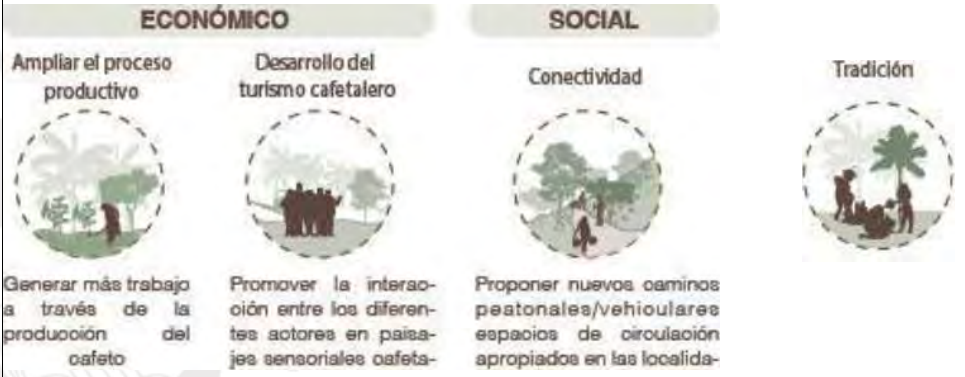 ECONÓMICO
Ampliar el proceso
productivo
Generar más trabajo
a través de la
producción del
cafeto
Desarrollo del
turismo cafetalero
Promover la interac-
ción entre los diferen-
tes actores en paisa-
jes sensoriales cafeta-
SOCIAL
Conectividad
Proponer nuevos caminos
peatonales/vehiculares
espacios de circulación
apropiados en las localida-
Tradición